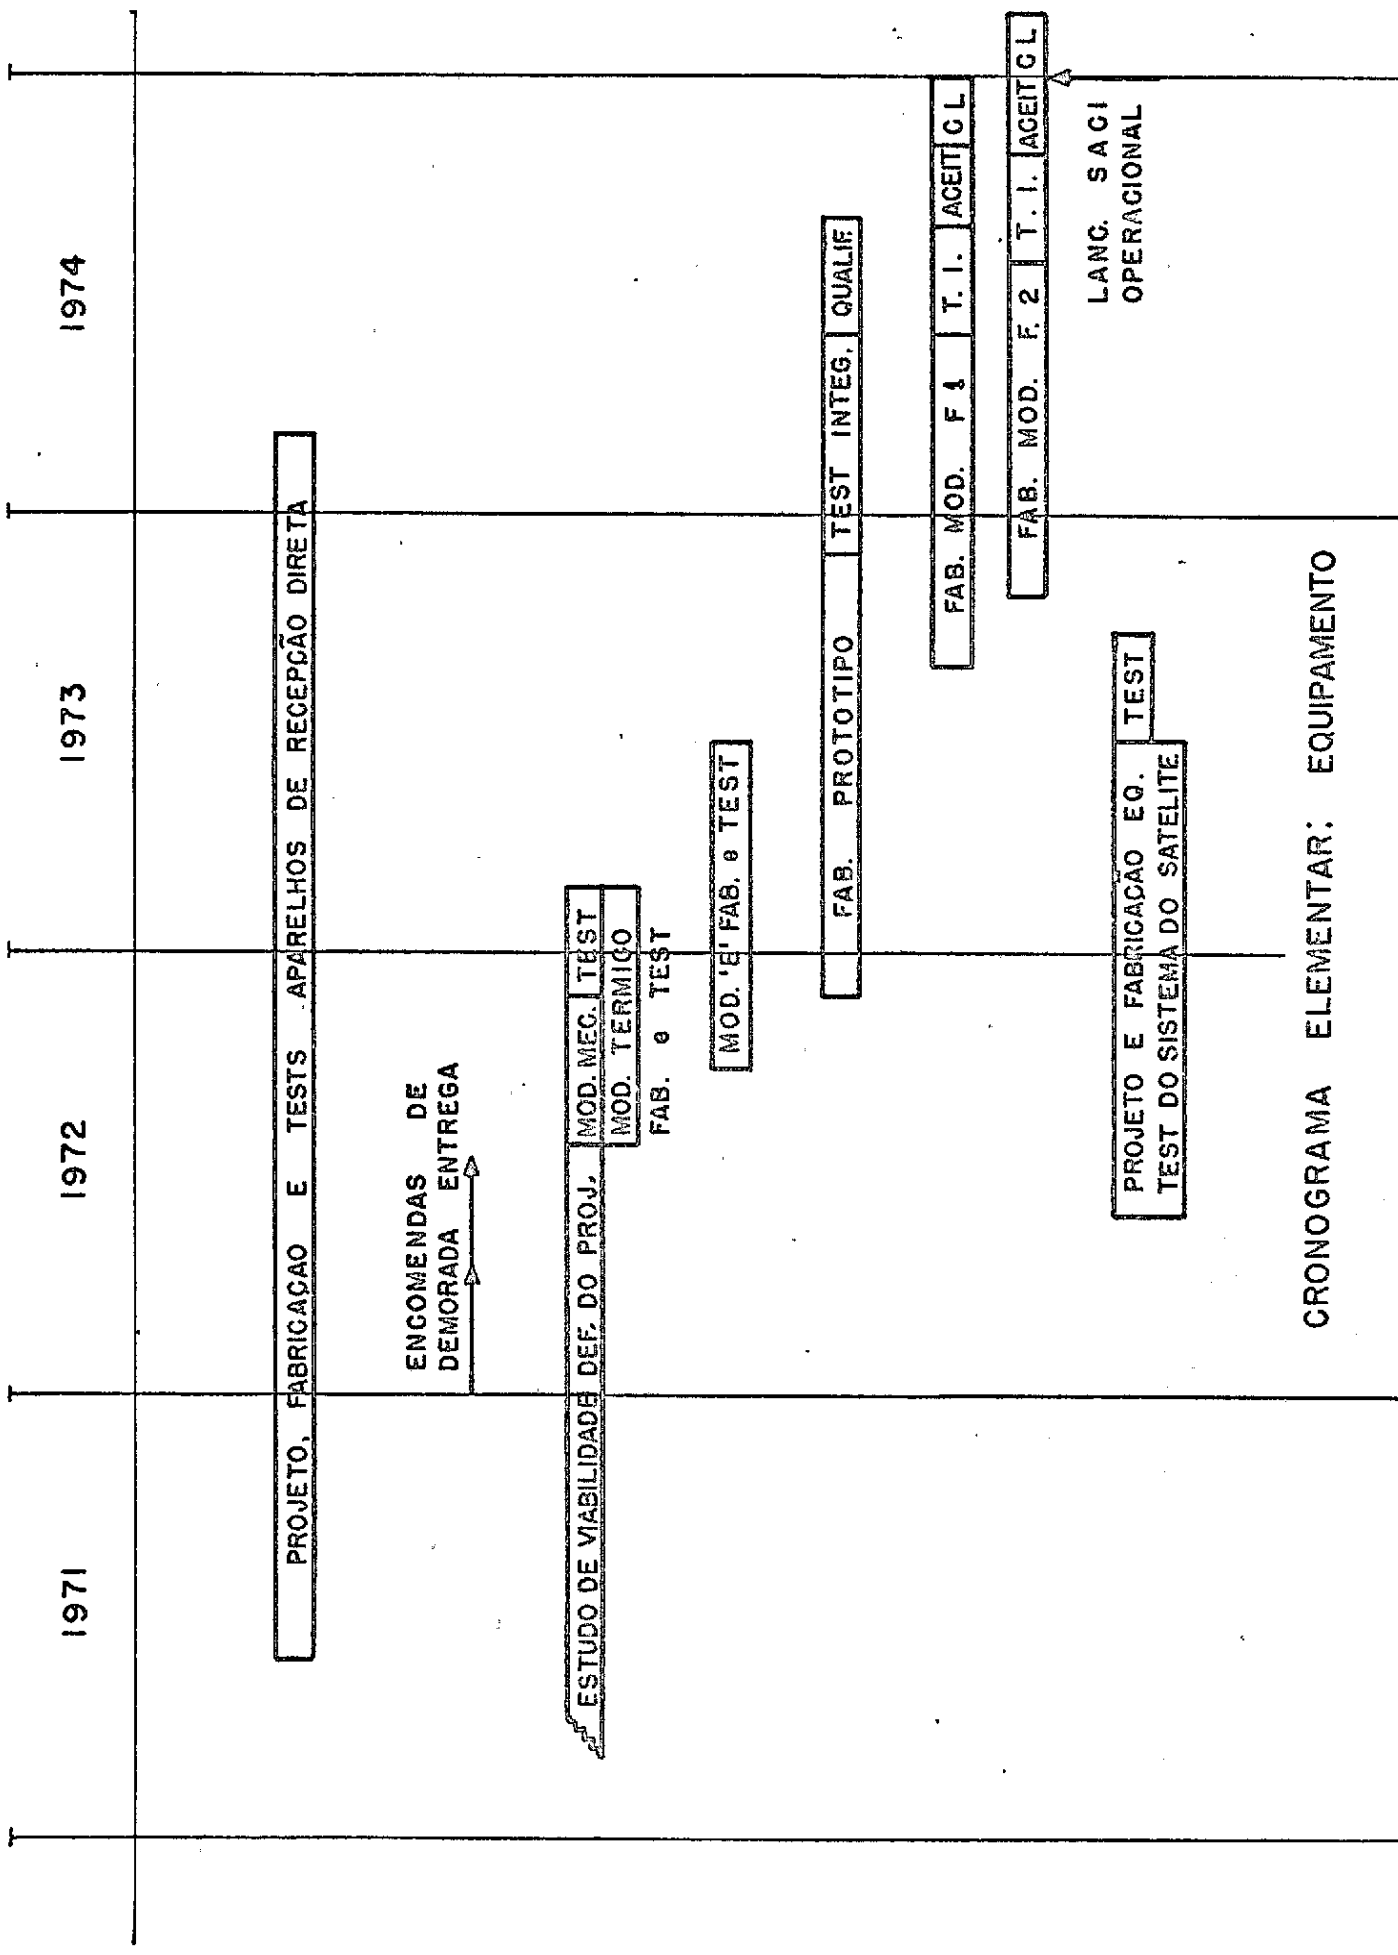 1971 1972 1973 1974
PROJETO, FABRICAÇAO E TESTS APARELHOS DE RECEPÇÃO DIRETA
ENCOMENDAS DE
DEMORADA ENTREGA
ESTUDO DE VIABILIDADE DEF. DO PROJ. MOD. MEC. TEST
MOD. TERMICO
FAB. e TEST
MOD. 'E' FAB. e TEST
FAB. PROTOTIPO TEST INTEG. QUALIF.
FAB. MOD. F 1 T. I. ACEIT C L
FAB. MOD. F. 2 T. I. ACEIT C L
LANC. SACI
OPERACIONAL
PROJETO E FABRICAÇÃO EQ. TEST
TEST DO SISTEMA DO SATELITE
CRONOGRAMA ELEMENTAR: EQUIPAMENTO